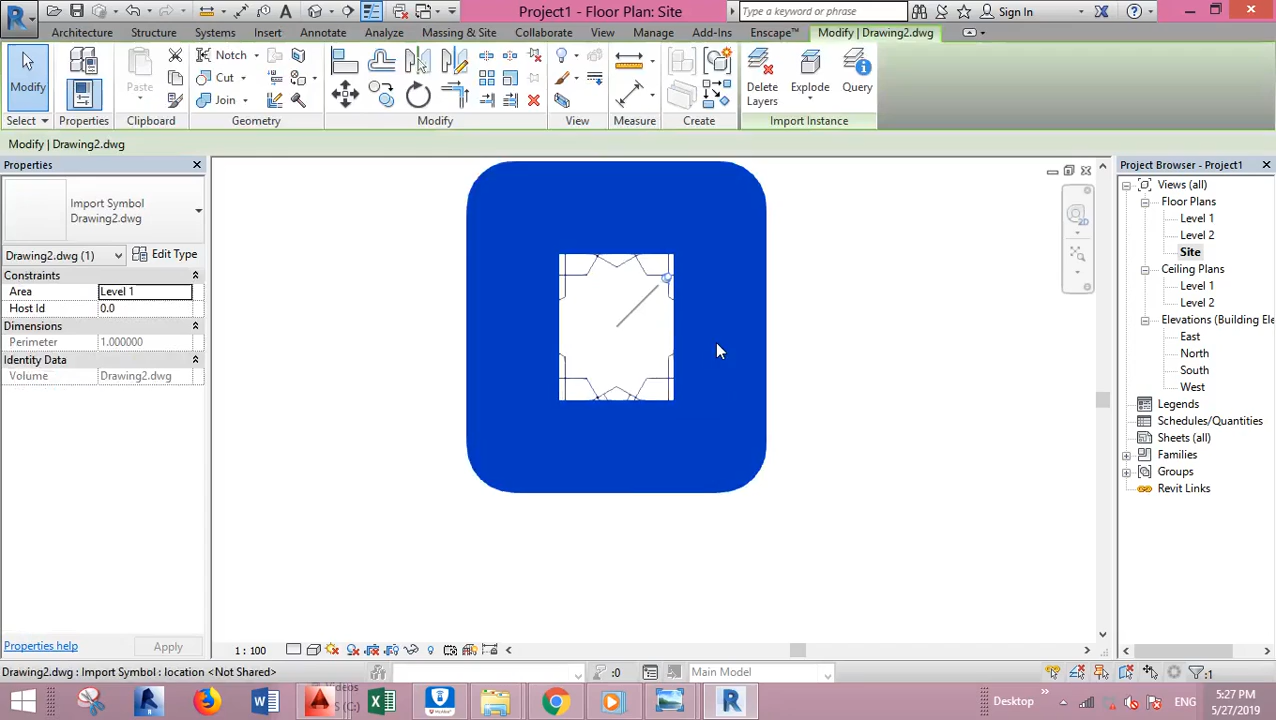 Project1 - Floor Plan: Site
Type a keyword or phrase
Sign In
Architecture Structure Systems Insert Annotate Analyze Massing & Site Collaborate View Manage Add-Ins Enscape™ Modify | Drawing2.dwg
Modify
Select
Properties
Paste
Clipboard
Notch
Cut
Join
Geometry
Modify
View
Measure
Create
Delete Layers
Explode
Query
Import Instance
Modify | Drawing2.dwg
Properties
Import Symbol
Drawing2.dwg
Drawing2.dwg (1)
Edit Type
Constraints
Area Level 1
Host Id 0.0
Dimensions
Perimeter 1.000000
Identity Data
Volume Drawing2.dwg
Properties help
Apply
2D
Project Browser - Project1
Views (all)
Floor Plans
Level 1
Level 2
Site
Ceiling Plans
Level 1
Level 2
Elevations (Building Ele
East
North
South
West
Legends
Schedules/Quantities
Sheets (all)
Families
Groups
Revit Links
1 : 100
Drawing2.dwg : Import Symbol : location <Not Shared>
:0
Main Model
:1
Videos
(C:)
Desktop
ENG
5:27 PM
5/27/2019